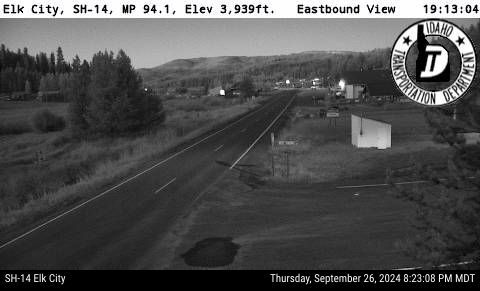 Elk City, SH-14, MP 94.1, Elev 3,939ft. Eastbound View 19:13:04
IDAHO
TRANSPORTATION DEPARTMENT
SH-14 Elk City Thursday, September 26, 2024 8:23:08 PM MDT